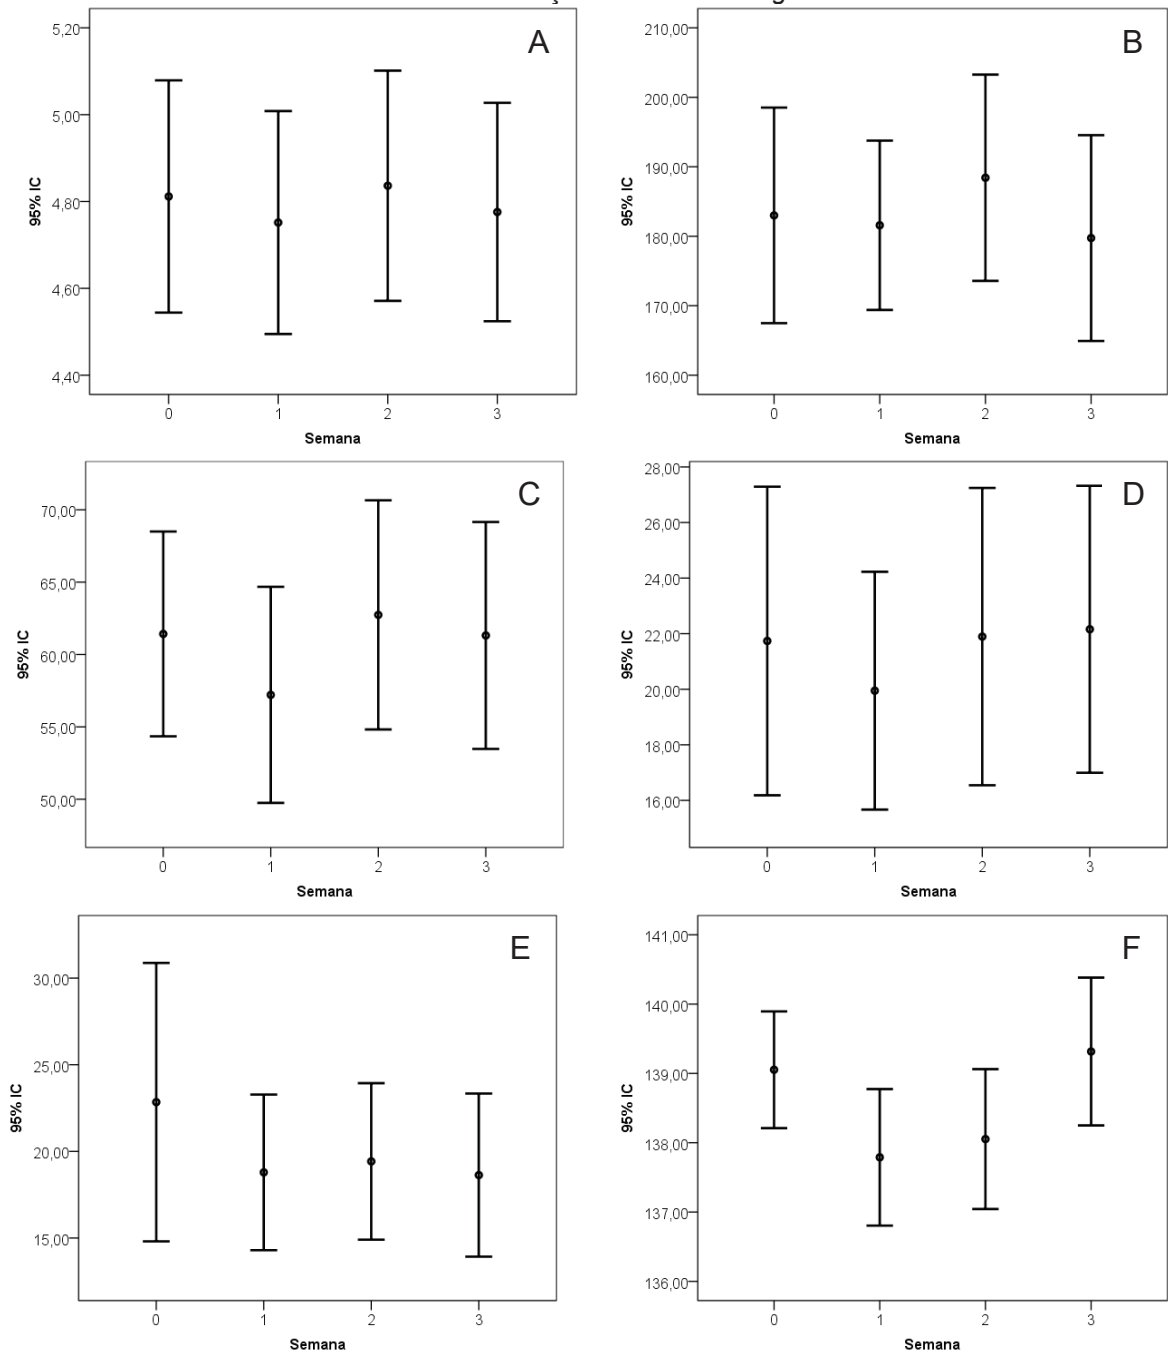 A
5,20
5,00
4,80
4,60
4,40
95% IC
0 1 2 3
Semana
B
210,00
200,00
190,00
180,00
170,00
160,00
95% IC
0 1 2 3
Semana
C
70,00
65,00
60,00
55,00
50,00
95% IC
0 1 2 3
Semana
D
28,00
26,00
24,00
22,00
20,00
18,00
16,00
95% IC
0 1 2 3
Semana
E
30,00
25,00
20,00
15,00
95% IC
0 1 2 3
Semana
F
141,00
140,00
139,00
138,00
137,00
136,00
95% IC
0 1 2 3
Semana